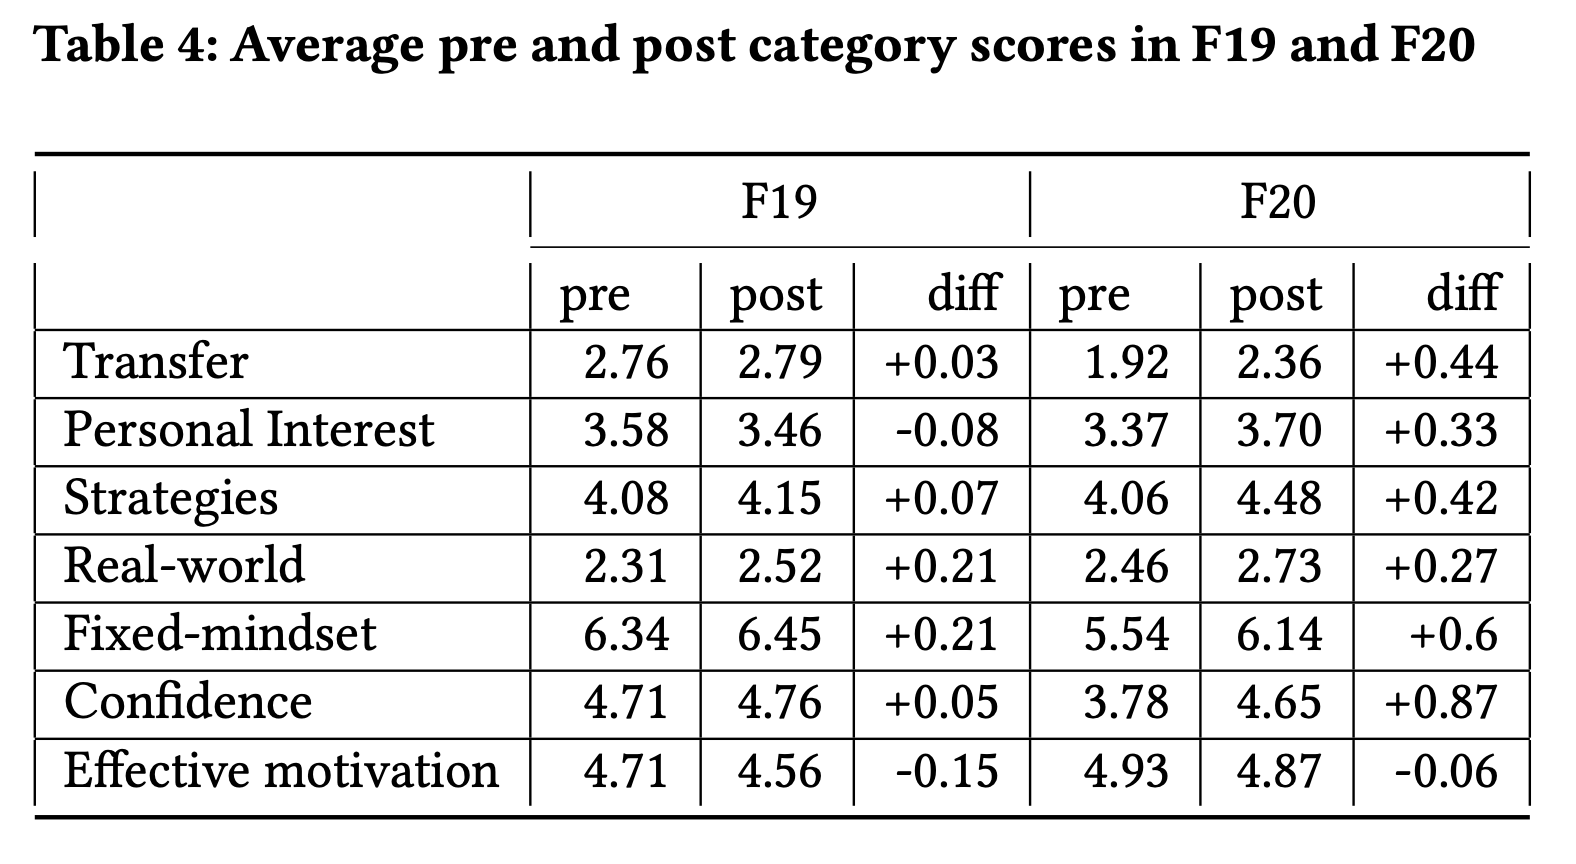 Table 4: Average pre and post category scores in F19 and F20
F19 F20
pre post diff pre post diff
Transfer 2.76 2.79 +0.03 1.92 2.36 +0.44
Personal Interest 3.58 3.46 -0.08 3.37 3.70 +0.33
Strategies 4.08 4.15 +0.07 4.06 4.48 +0.42
Real-world 2.31 2.52 +0.21 2.46 2.73 +0.27
Fixed-mindset 6.34 6.45 +0.21 5.54 6.14 +0.6
Confidence 4.71 4.76 +0.05 3.78 4.65 +0.87
Effective motivation 4.71 4.56 -0.15 4.93 4.87 -0.06